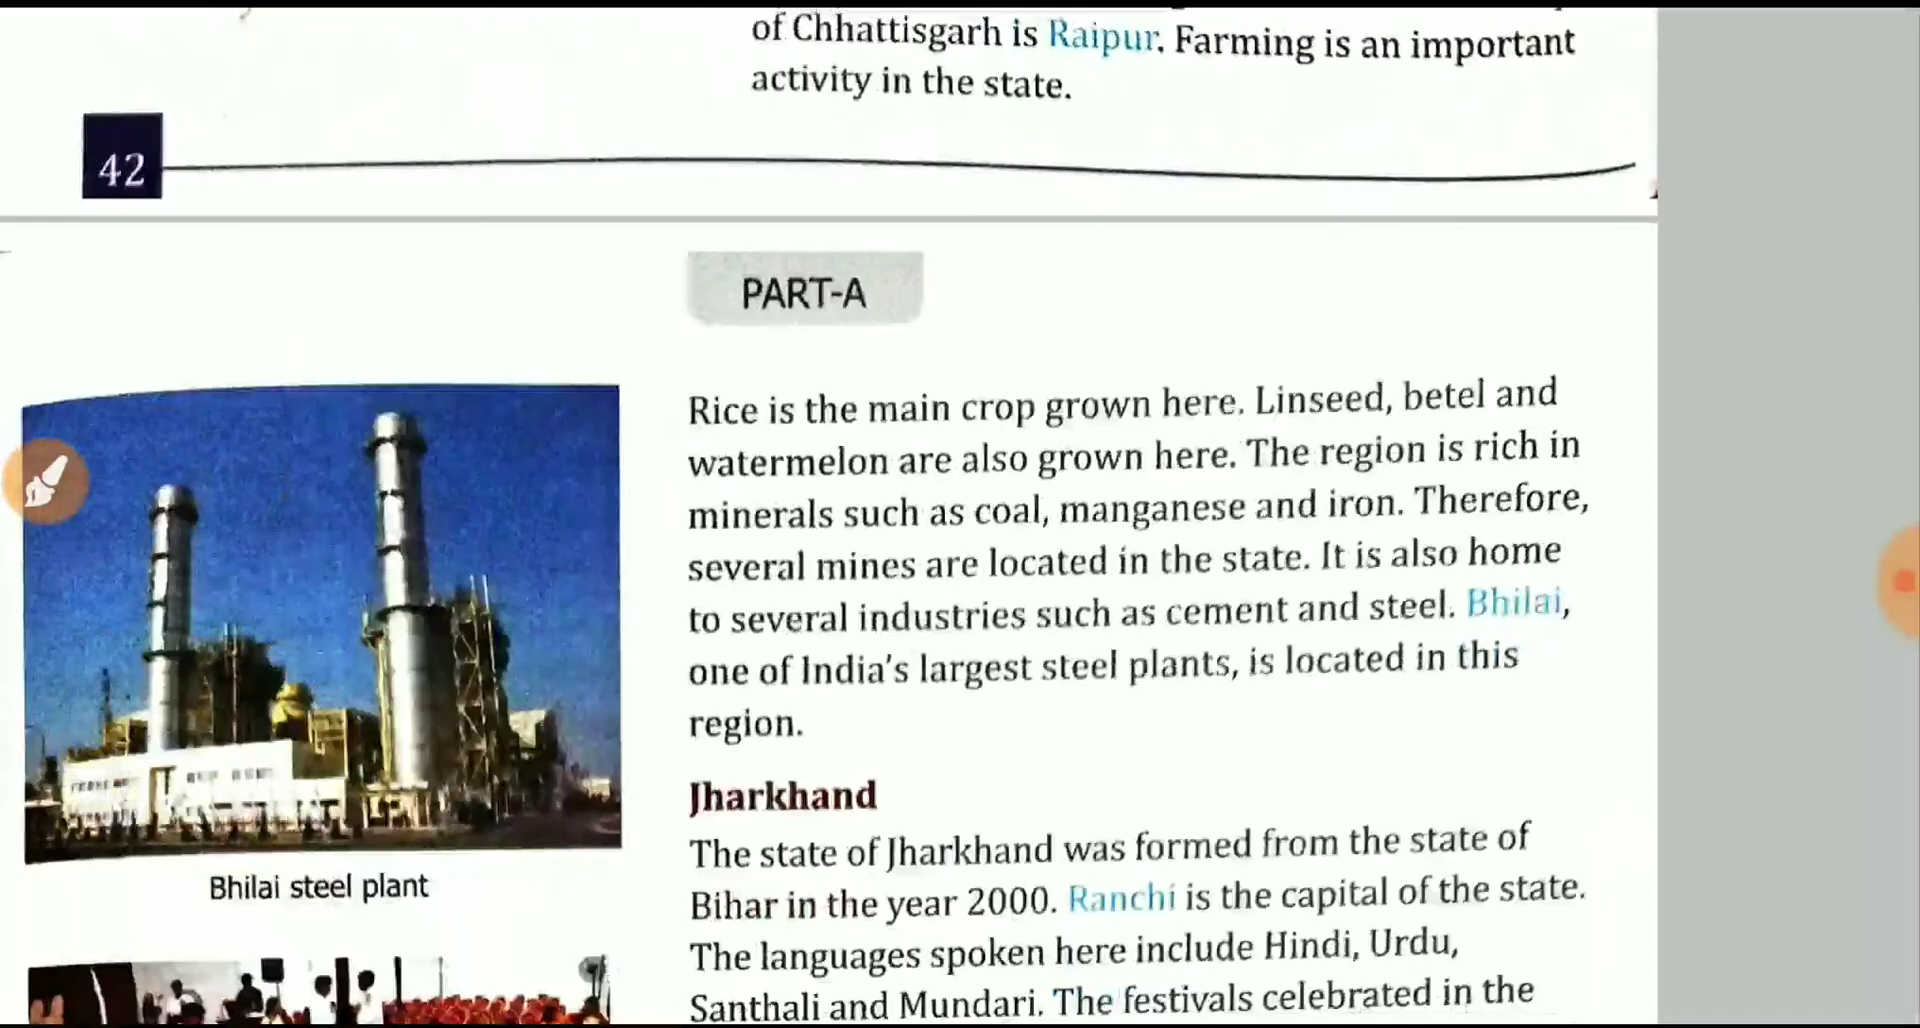 of Chhattisgarh is Raipur. Farming is an important
activity in the state.
42
PART-A
Rice is the main crop grown here. Linseed, betel and
watermelon are also grown here. The region is rich in
minerals such as coal, manganese and iron. Therefore,
several mines are located in the state. It is also home
to several industries such as cement and steel. Bhilai,
one of India's largest steel plants, is located in this
region.
Bhilai steel plant
Jharkhand
The state of Jharkhand was formed from the state of
Bihar in the year 2000. Ranchi is the capital of the state.
The languages spoken here include Hindi, Urdu,
Santhali and Mundari. The festivals celebrated in the